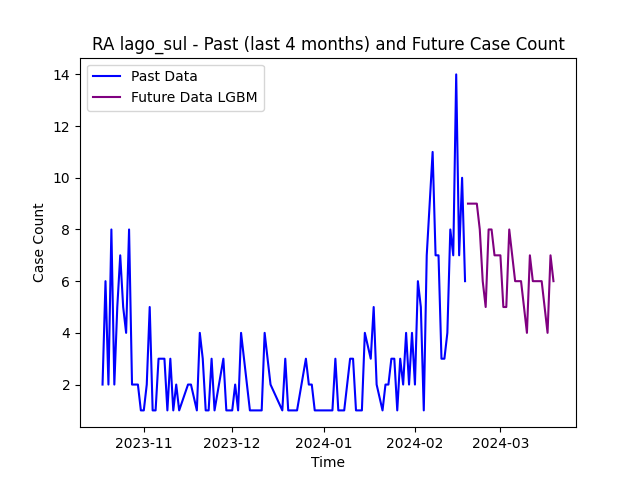 RA lago_sul - Past (last 4 months) and Future Case Count
Past Data
Future Data LGBM
Case Count
14
12
10
8
6
4
2
2023-11
2023-12
2024-01
2024-02
2024-03
Time